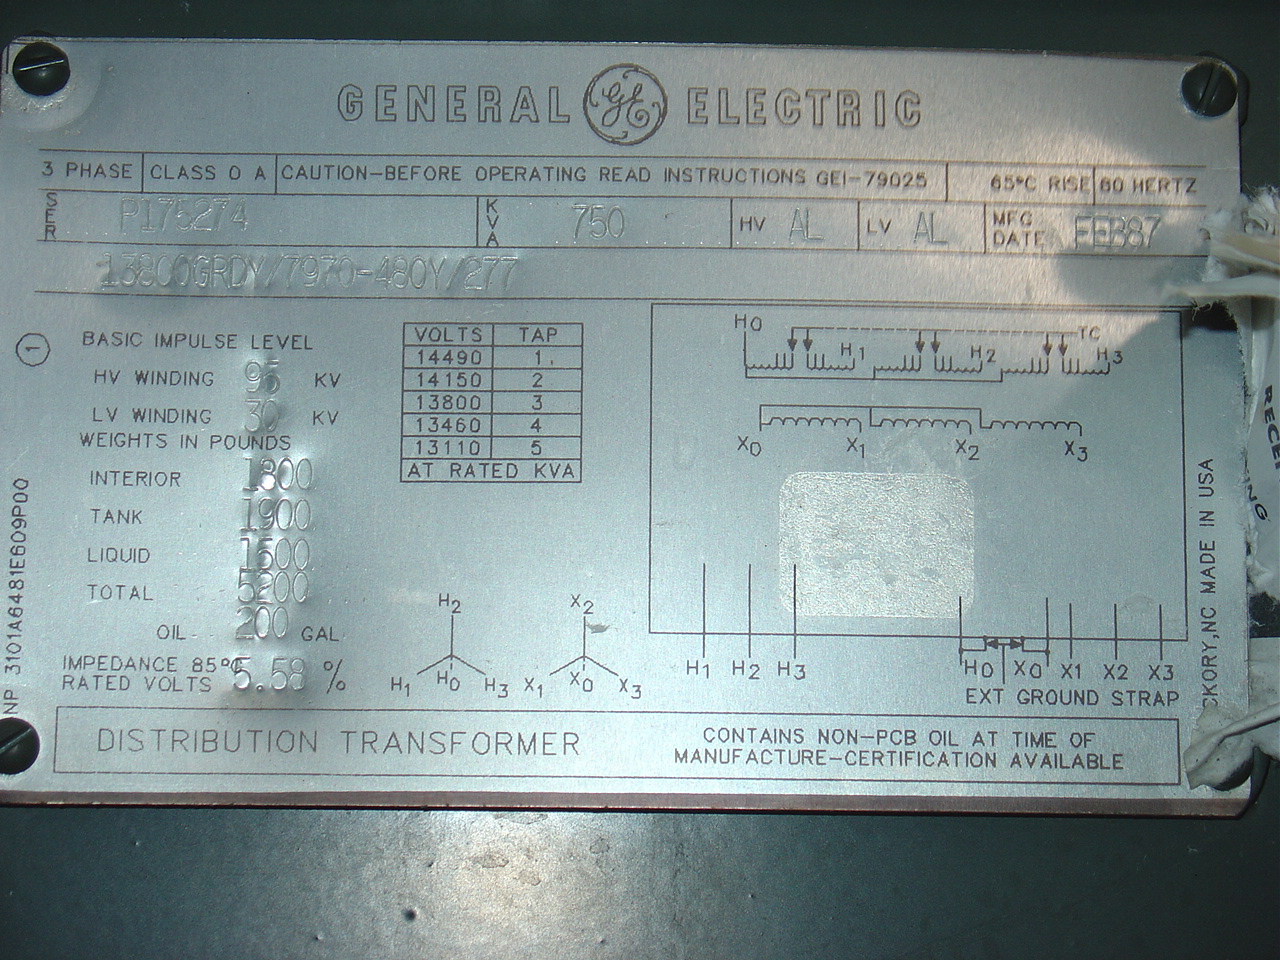 GENERAL GE ELECTRIC
3 PHASE CLASS O A CAUTION-BEFORE OPERATING READ INSTRUCTIONS GEI-79025 65°C RISE 60 HERTZ
SER P175274 KVA 750 HV AL LV AL MFG DATE FEB87
13800GRDY/7970-480Y/277
1
BASIC IMPULSE LEVEL
HV WINDING 95 KV
LV WINDING 30 KV
WEIGHTS IN POUNDS
INTERIOR 1800
TANK 1900
LIQUID 1500
TOTAL 5200
OIL 200 GAL.
IMPEDANCE 85°C
RATED VOLTS 5.58 %
VOLTS TAP
14490 1
14150 2
13800 3
13460 4
13110 5
AT RATED KVA
H2
H1 H0 H3
X2
X1 X0 X3
H0 TC
H1 H2 H3
X0 X1 X2 X3
H1 H2 H3 H0 X0 X1 X2 X3
EXT GROUND STRAP
DISTRIBUTION TRANSFORMER
CONTAINS NON-PCB OIL AT TIME OF
MANUFACTURE-CERTIFICATION AVAILABLE
NP 3101A6481E609P00
CKORY, NC MADE IN USA